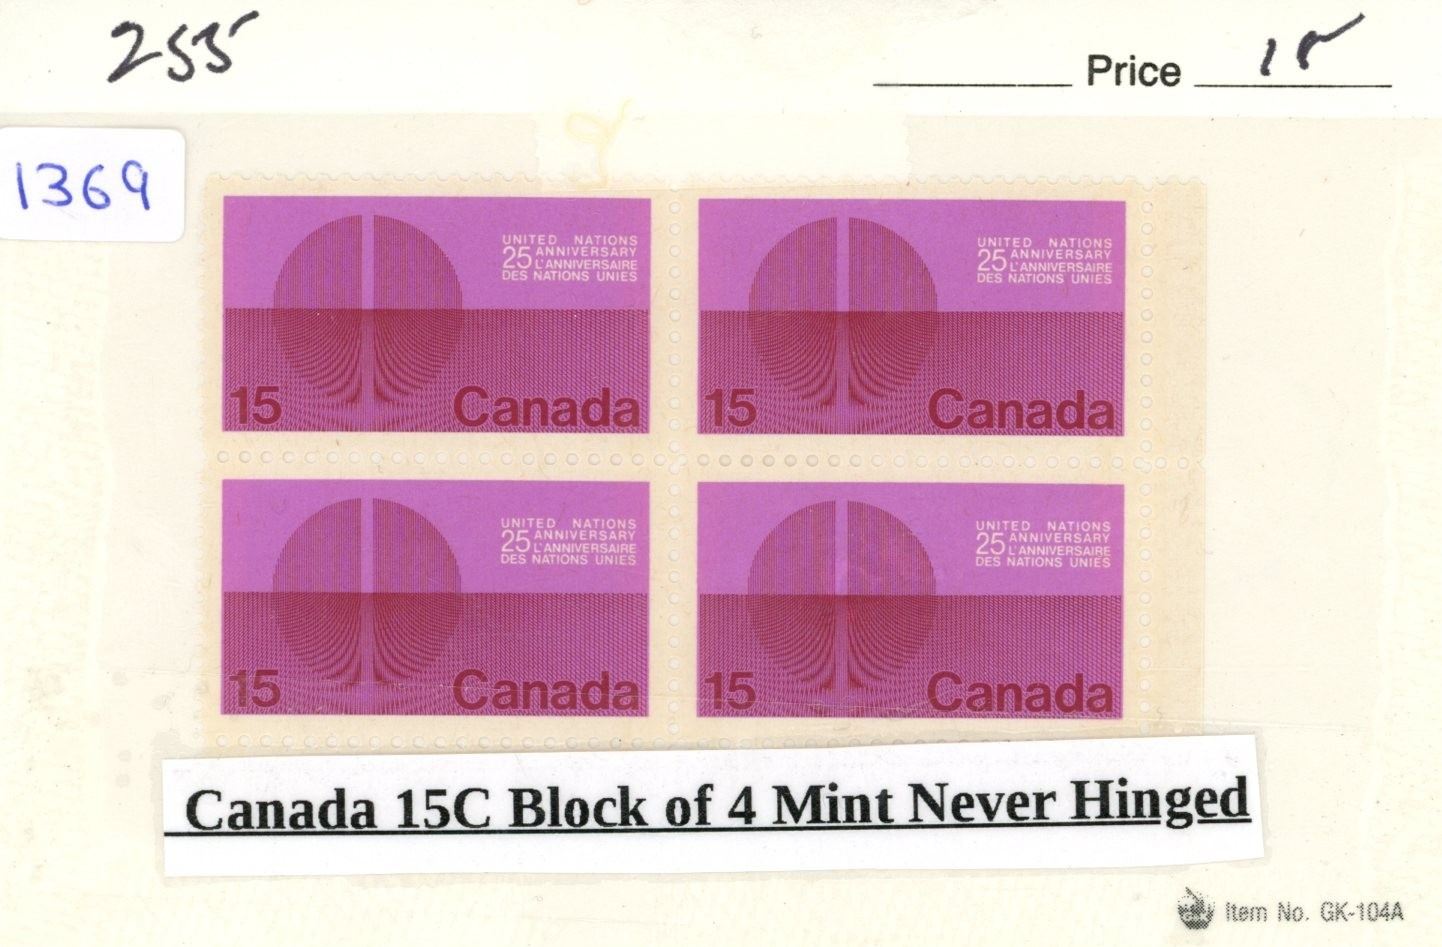 255
Price 15
1369
UNITED NATIONS
25 ANNIVERSARY
L'ANNIVERSAIRE
DES NATIONS UNIES
15 Canada
UNITED NATIONS
25 ANNIVERSARY
L'ANNIVERSAIRE
DES NATIONS UNIES
15 Canada
UNITED NATIONS
25 ANNIVERSARY
L'ANNIVERSAIRE
DES NATIONS UNIES
15 Canada
UNITED NATIONS
25 ANNIVERSARY
L'ANNIVERSAIRE
DES NATIONS UNIES
15 Canada
Canada 15C Block of 4 Mint Never Hinged
Item No. GK-104A